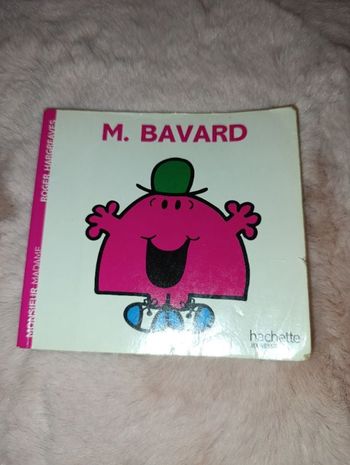 M. BAVARD
MONSIEUR MADAME
ROGER HARGREAVES
hachette